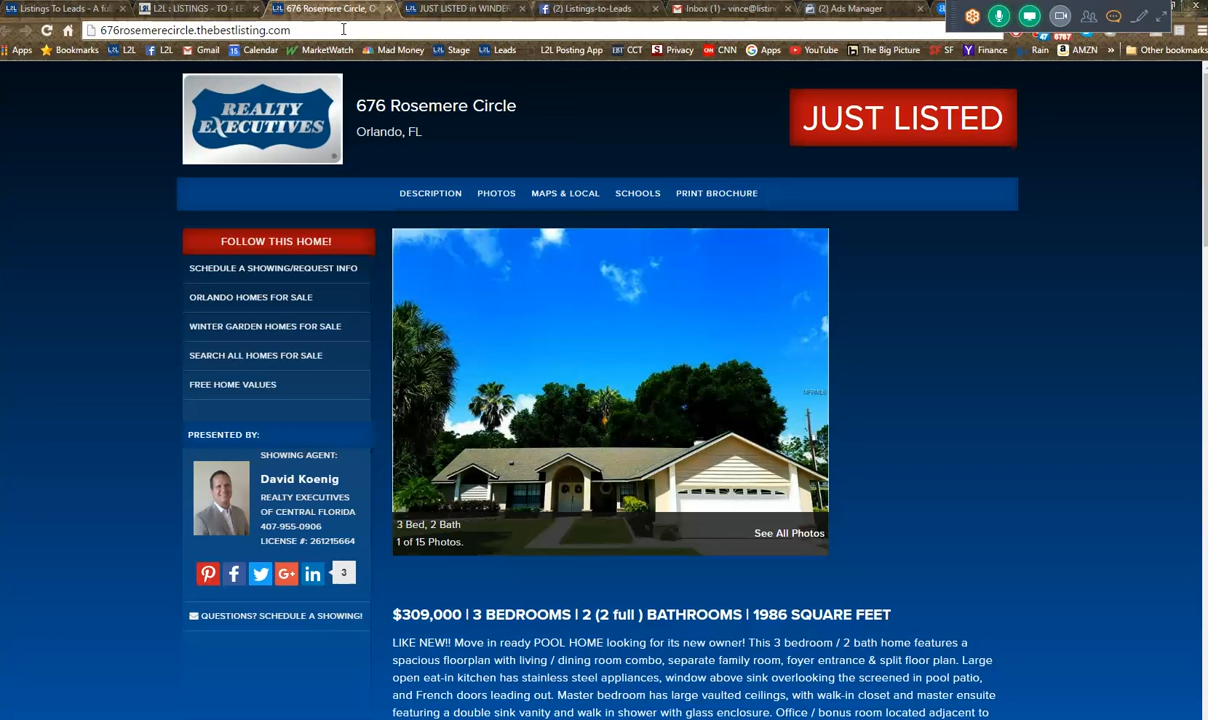 Listings To Leads - A ful
L2L : LISTINGS - TO - LE
676 Rosemere Circle, O
JUST LISTED in WINDER
(2) Listings-to-Leads
Inbox (1) - vince@listin
(2) Ads Manager
676rosemerecircle.thebestlisting.com
Apps Bookmarks L2L L2L Gmail Calendar MarketWatch Mad Money Stage Leads L2L Posting App CCT Privacy CNN Apps YouTube The Big Picture SF Finance Rain AMZN » Other bookmarks
REALTY
EXECUTIVES
676 Rosemere Circle
Orlando, FL
JUST LISTED
DESCRIPTION PHOTOS MAPS & LOCAL SCHOOLS PRINT BROCHURE
FOLLOW THIS HOME!
SCHEDULE A SHOWING/REQUEST INFO
ORLANDO HOMES FOR SALE
WINTER GARDEN HOMES FOR SALE
SEARCH ALL HOMES FOR SALE
FREE HOME VALUES
PRESENTED BY:
SHOWING AGENT:
David Koenig
REALTY EXECUTIVES
OF CENTRAL FLORIDA
407-955-0906
LICENSE #: 261215664
3
QUESTIONS? SCHEDULE A SHOWING!
3 Bed, 2 Bath
1 of 15 Photos.
See All Photos
$309,000 | 3 BEDROOMS | 2 (2 full ) BATHROOMS | 1986 SQUARE FEET
LIKE NEW!! Move in ready POOL HOME looking for its new owner! This 3 bedroom / 2 bath home features a
spacious floorplan with living / dining room combo, separate family room, foyer entrance & split floor plan. Large
open eat-in kitchen has stainless steel appliances, window above sink overlooking the screened in pool patio,
and French doors leading out. Master bedroom has large vaulted ceilings, with walk-in closet and master ensuite
featuring a double sink vanity and walk in shower with glass enclosure. Office / bonus room located adjacent to